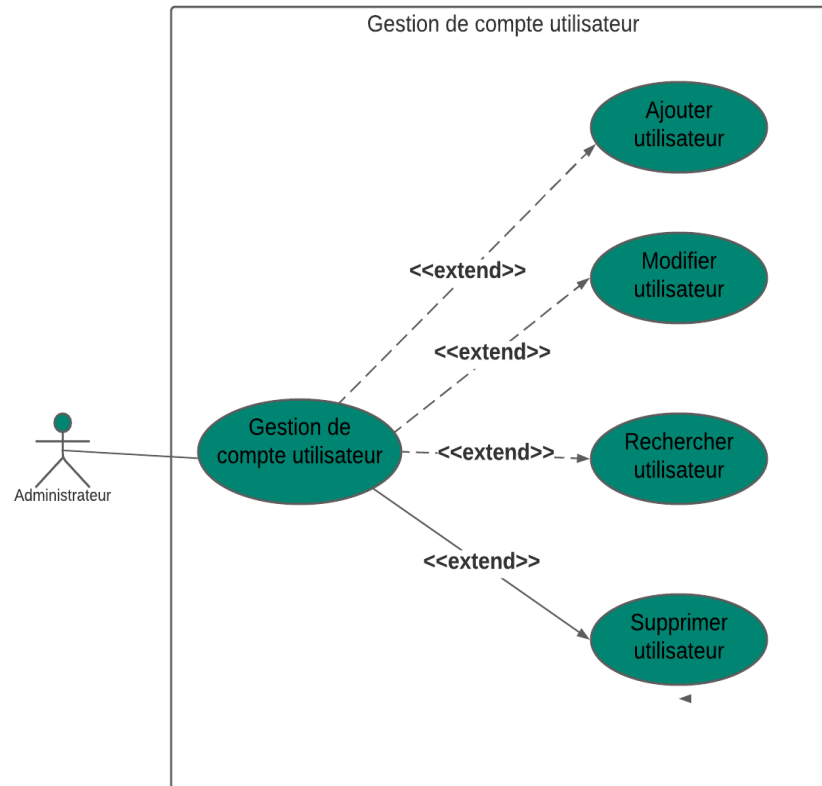 Gestion de compte utilisateur
Ajouter
utilisateur
<<extend>>
Modifier
utilisateur
<<extend>>
Gestion de
compte utilisateur
<<extend>>
Rechercher
utilisateur
Administrateur
<<extend>>
Supprimer
utilisateur